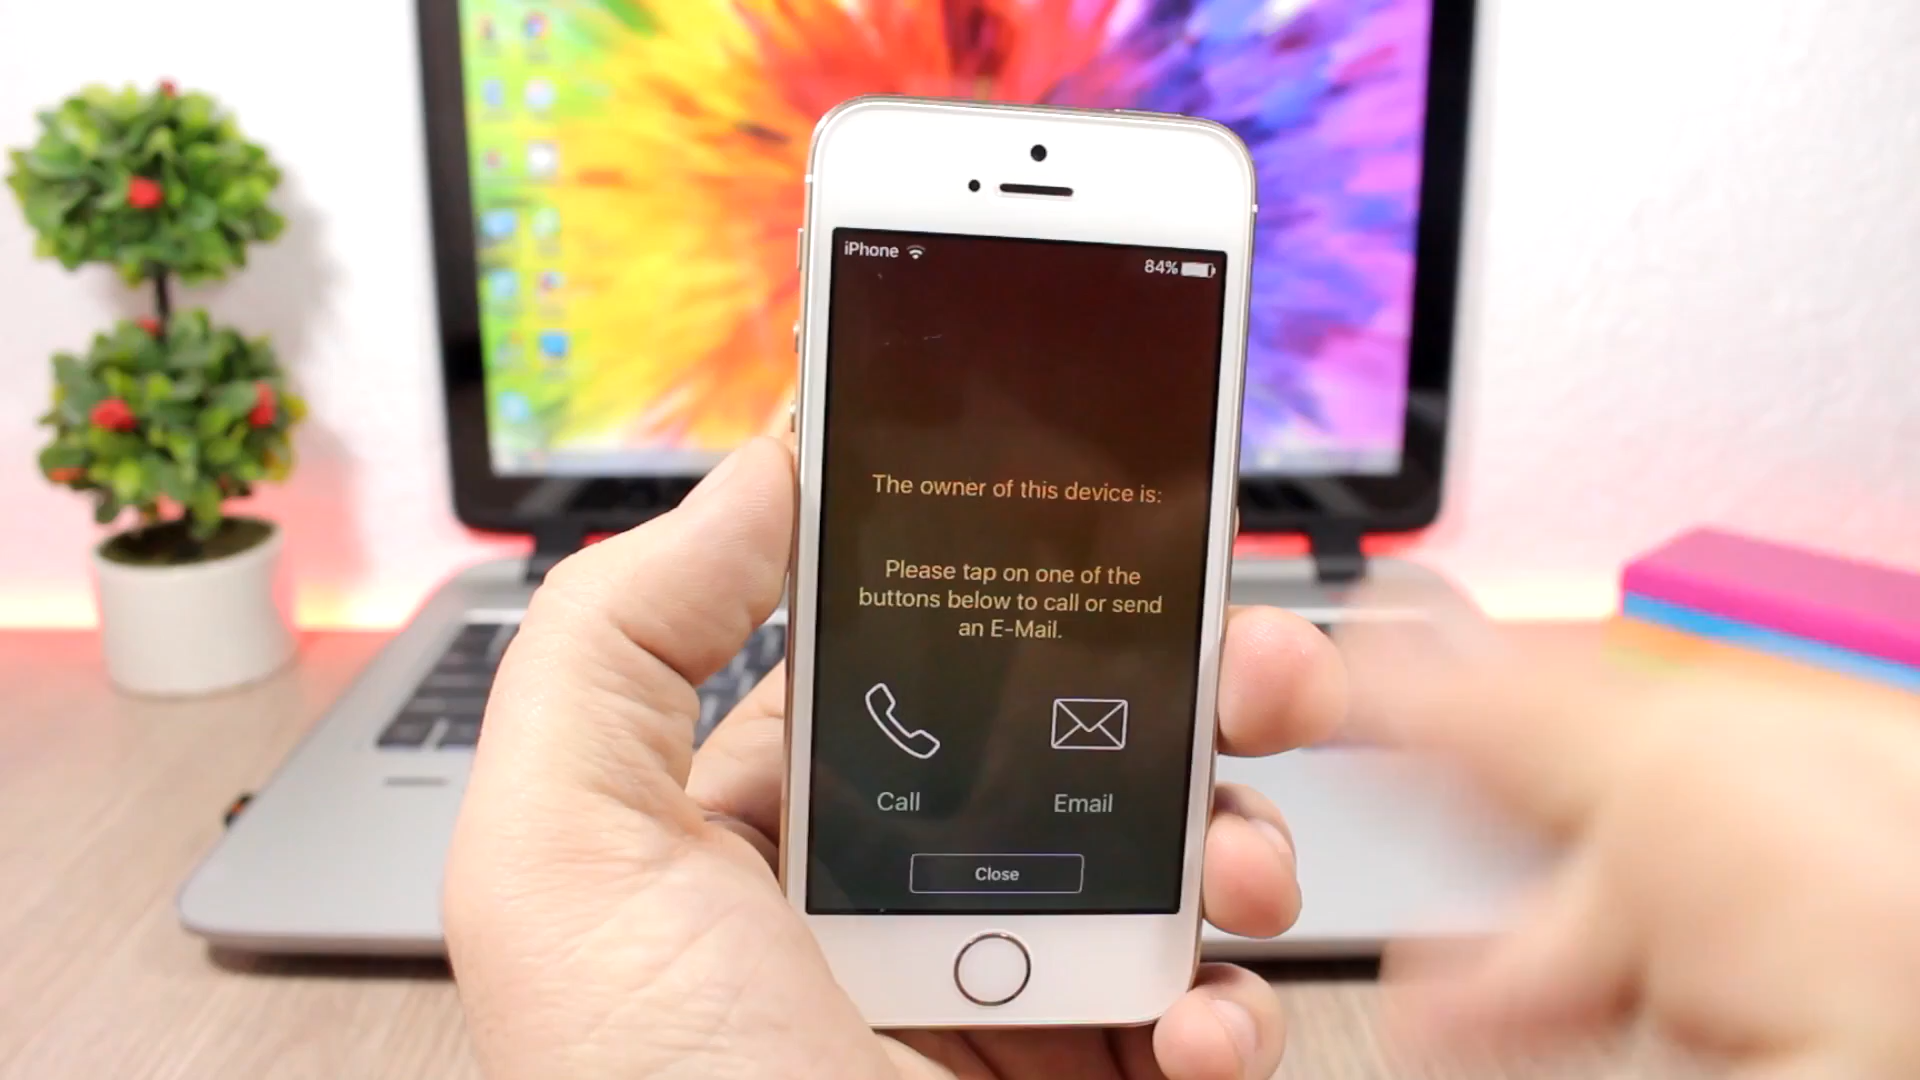 iPhone
84%
The owner of this device is:
Please tap on one of the
buttons below to call or send
an E-Mail.
Call
Email
Close